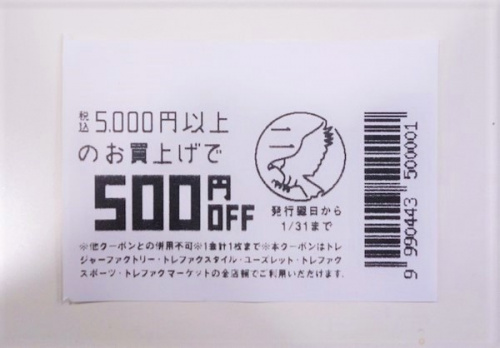 税込 5,000円以上
のお買上げで
500円OFF
二
発行翌日から
1/31まで
※他クーポンとの併用不可※1会計1枚まで※本クーポンはトレ
ジャーファクトリー・トレファクスタイル・ユーズレット・トレファク
スポーツ・トレファクマーケットの全店舗でご利用いただけます。
9 990443 500001